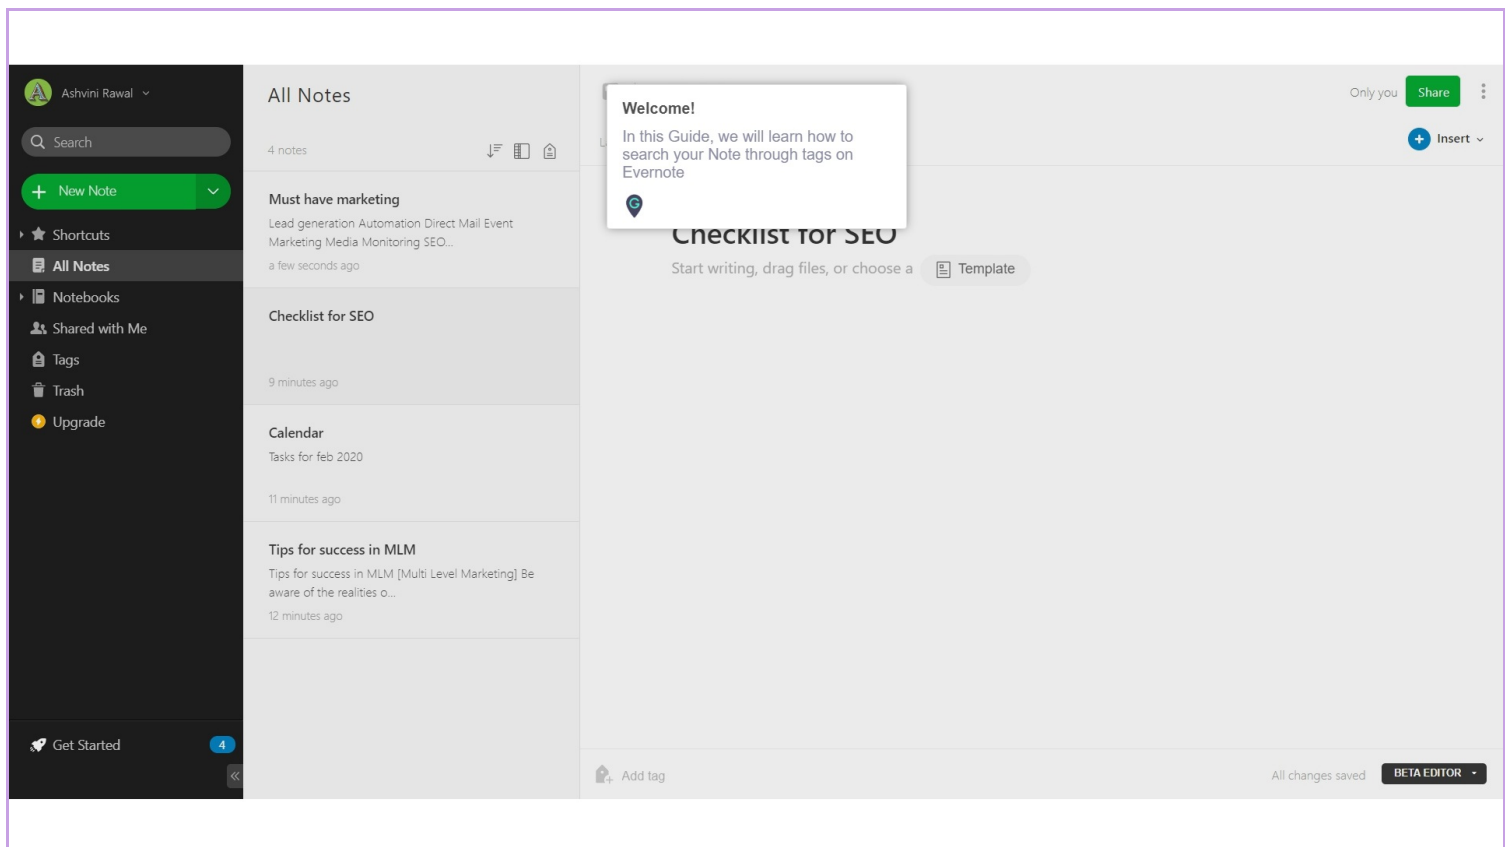 Ashvini Rawal
Search
New Note
Shortcuts
All Notes
Notebooks
Shared with Me
Tags
Trash
Upgrade
Get Started
4
All Notes
4 notes
Must have marketing
Lead generation Automation Direct Mail Event
Marketing Media Monitoring SEO...
a few seconds ago
Checklist for SEO
9 minutes ago
Calendar
Tasks for feb 2020
11 minutes ago
Tips for success in MLM
Tips for success in MLM [Multi Level Marketing] Be
aware of the realities o...
12 minutes ago
Welcome!
In this Guide, we will learn how to
search your Note through tags on
Evernote
G
Only you
Share
Insert
Checklist for SEO
Start writing, drag files, or choose a Template
Add tag
All changes saved
BETA EDITOR